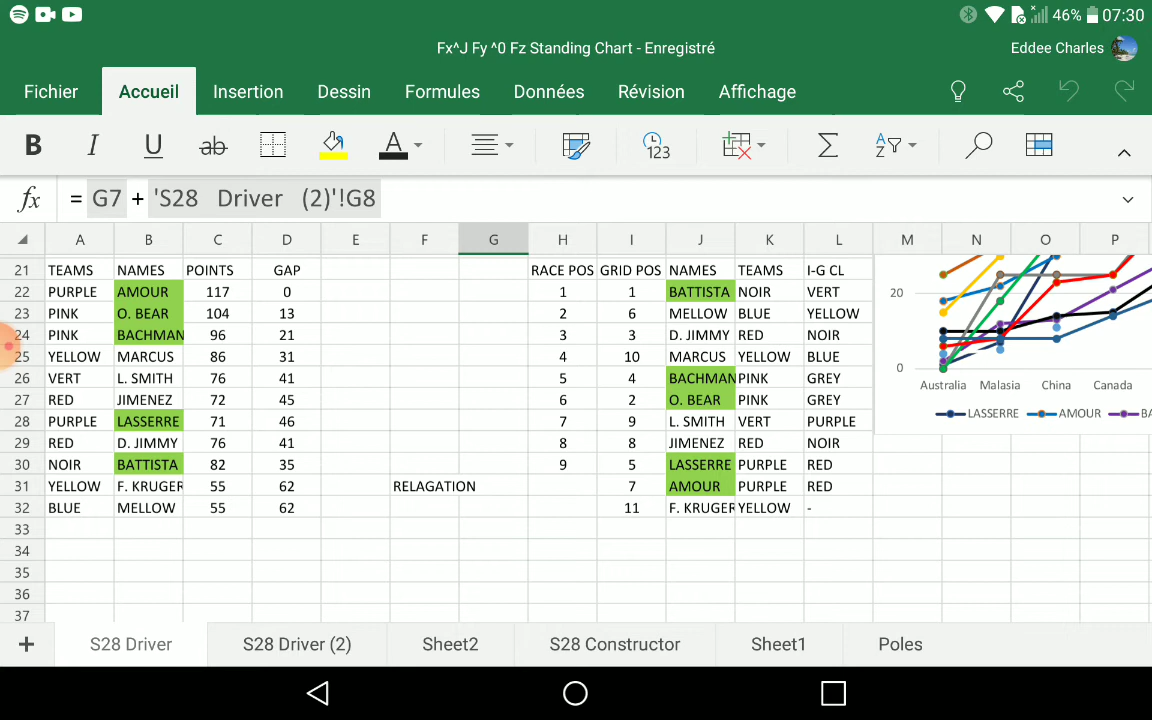 46% 07:30
Fx^J Fy ^0 Fz Standing Chart - Enregistré Eddee Charles
Fichier Accueil Insertion Dessin Formules Données Révision Affichage
B I U ab A 123 Σ A Z
fx = G7 + 'S28 Driver (2)'!G8
A B C D E F G H I J K L M N O P
21 TEAMS NAMES POINTS GAP RACE POS GRID POS NAMES TEAMS I-G CL
22 PURPLE AMOUR 117 0 1 1 BATTISTA NOIR VERT
23 PINK O. BEAR 104 13 2 6 MELLOW BLUE YELLOW
24 PINK BACHMAN 96 21 3 3 D. JIMMY RED NOIR
25 YELLOW MARCUS 86 31 4 10 MARCUS YELLOW BLUE
26 VERT L. SMITH 76 41 5 4 BACHMAN PINK GREY
27 RED JIMENEZ 72 45 6 2 O. BEAR PINK GREY
28 PURPLE LASSERRE 71 46 7 9 L. SMITH VERT PURPLE
29 RED D. JIMMY 76 41 8 8 JIMENEZ RED NOIR
30 NOIR BATTISTA 82 35 9 5 LASSERRE PURPLE RED
31 YELLOW F. KRUGER 55 62 RELAGATION 7 AMOUR PURPLE RED
32 BLUE MELLOW 55 62 11 F. KRUGER YELLOW -
33
34
35
36
37
20
0
Australia Malasia China Canada
LASSERRE AMOUR BA
+ S28 Driver S28 Driver (2) Sheet2 S28 Constructor Sheet1 Poles